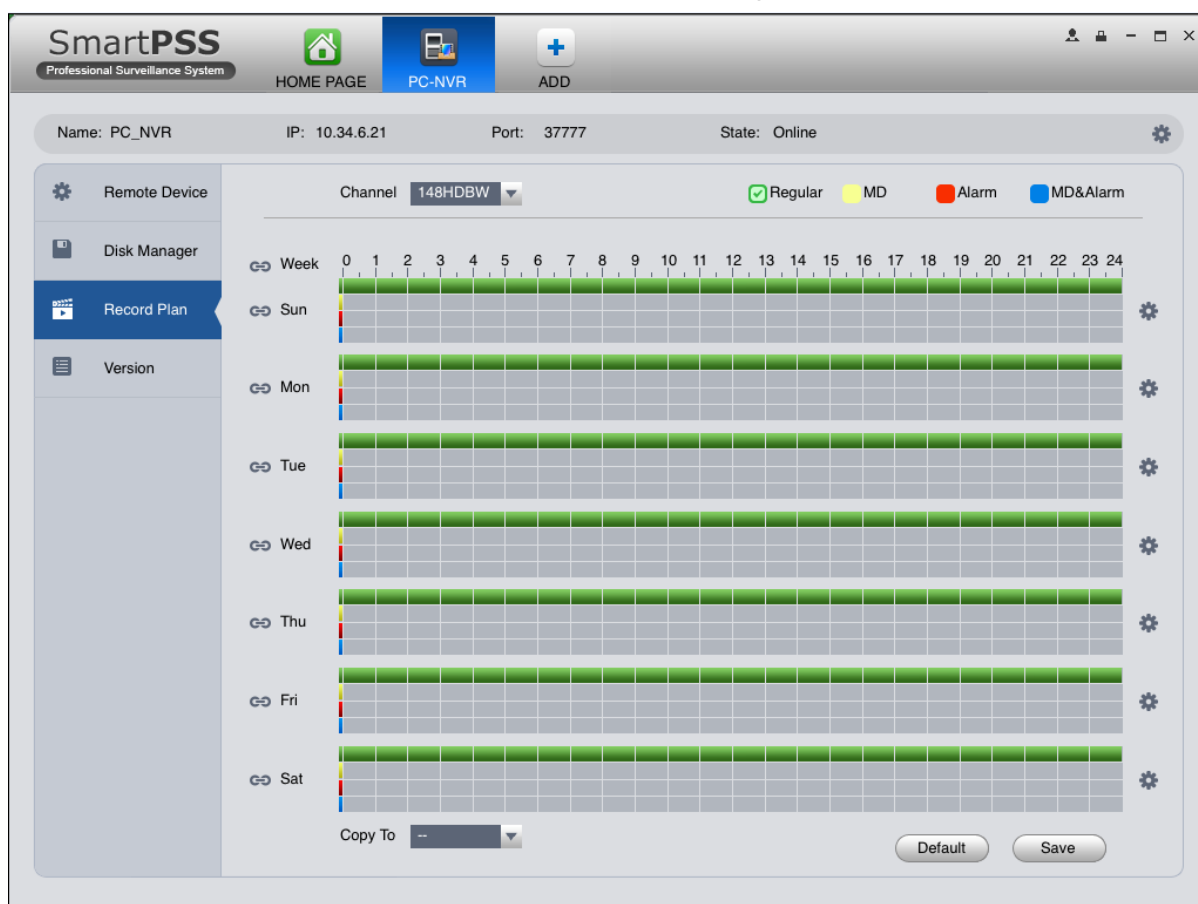 SmartPSS
Professional Surveillance System
HOME PAGE
PC-NVR
ADD
Name: PC_NVR IP: 10.34.6.21 Port: 37777 State: Online
Remote Device
Disk Manager
Record Plan
Version
Channel 148HDBW Regular MD Alarm MD&Alarm
Week 0 1 2 3 4 5 6 7 8 9 10 11 12 13 14 15 16 17 18 19 20 21 22 23 24
Sun
Mon
Tue
Wed
Thu
Fri
Sat
Copy To --
Default Save